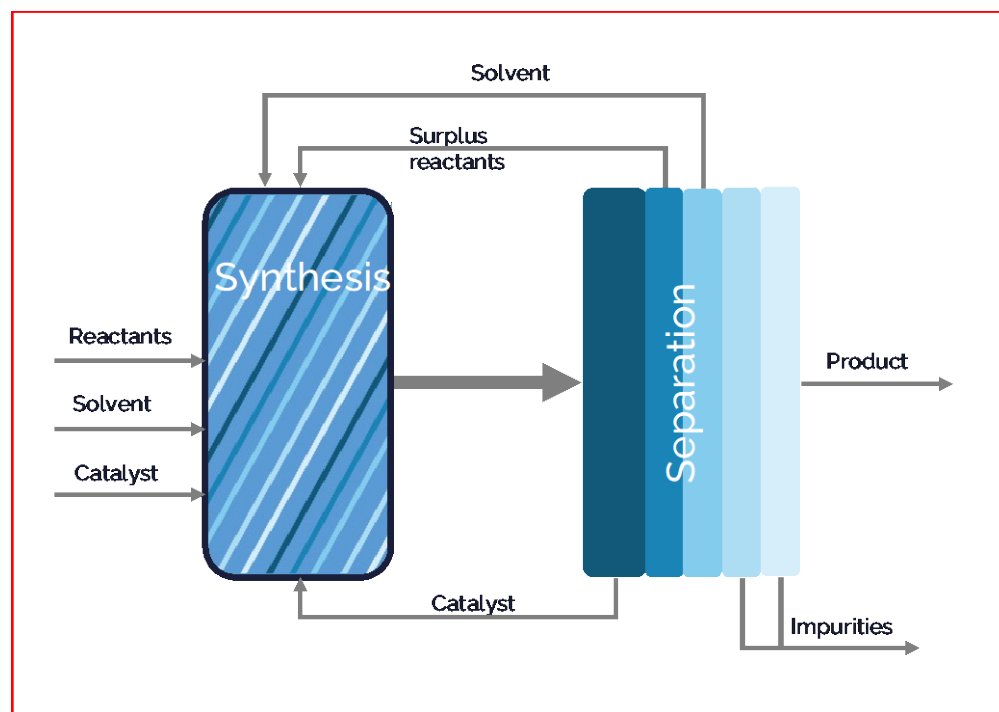 Solvent
Surplus
reactants
Synthesis
Reactants
Solvent
Catalyst
Separation
Product
Catalyst
Impurities